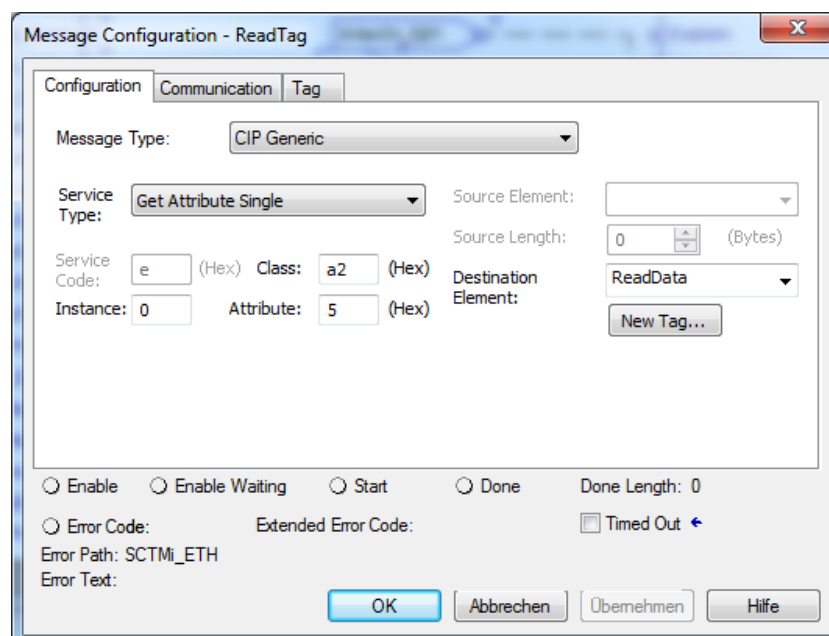 Message Configuration - ReadTag
Configuration Communication Tag
Message Type: CIP Generic
Service Type: Get Attribute Single
Source Element:
Source Length: 0 (Bytes)
Service Code: e (Hex) Class: a2 (Hex)
Destination Element: ReadData
Instance: 0 Attribute: 5 (Hex)
New Tag...
Enable Enable Waiting Start Done Done Length: 0
Error Code: Extended Error Code: Timed Out
Error Path: SCTMi_ETH
Error Text:
OK Abbrechen Übernehmen Hilfe